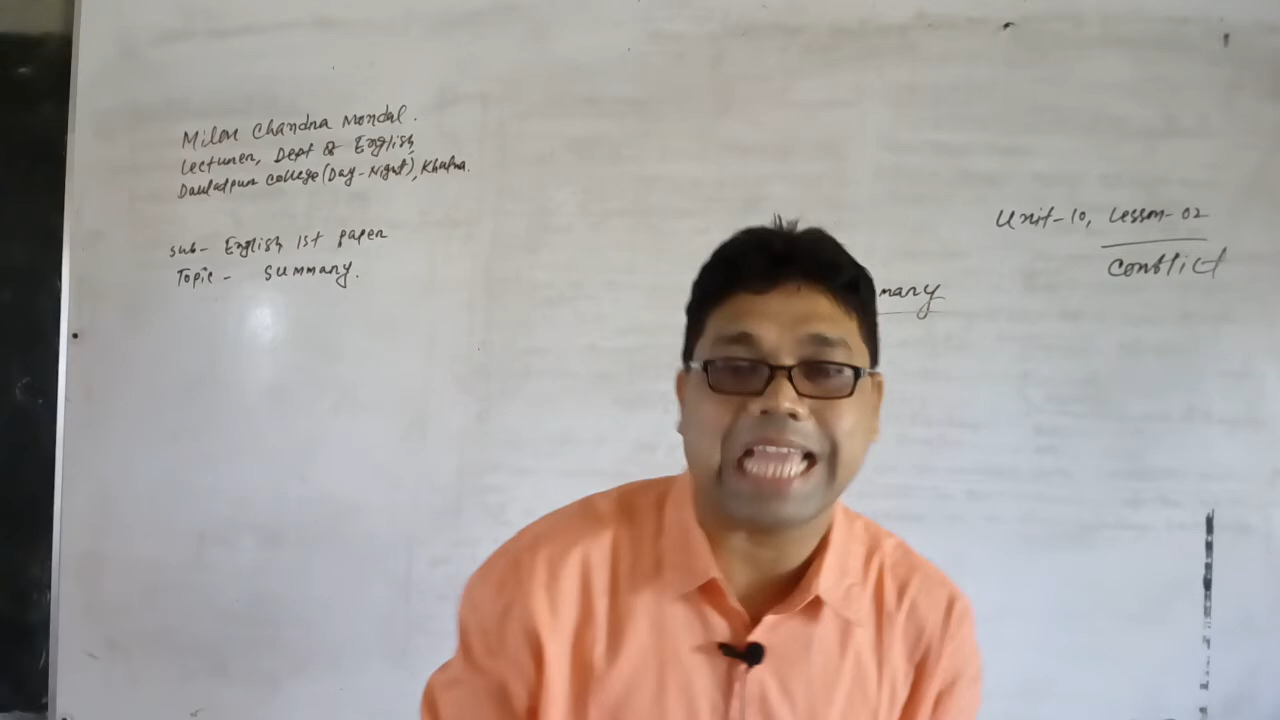 Milon Chandra Mondal.
Lecturer, Dept of English
Daulatpur College (Day-Night), Khulna.
Sub- English 1st paper
Topic- Summary.
Unit-10, Lesson-02
Conflict
mary